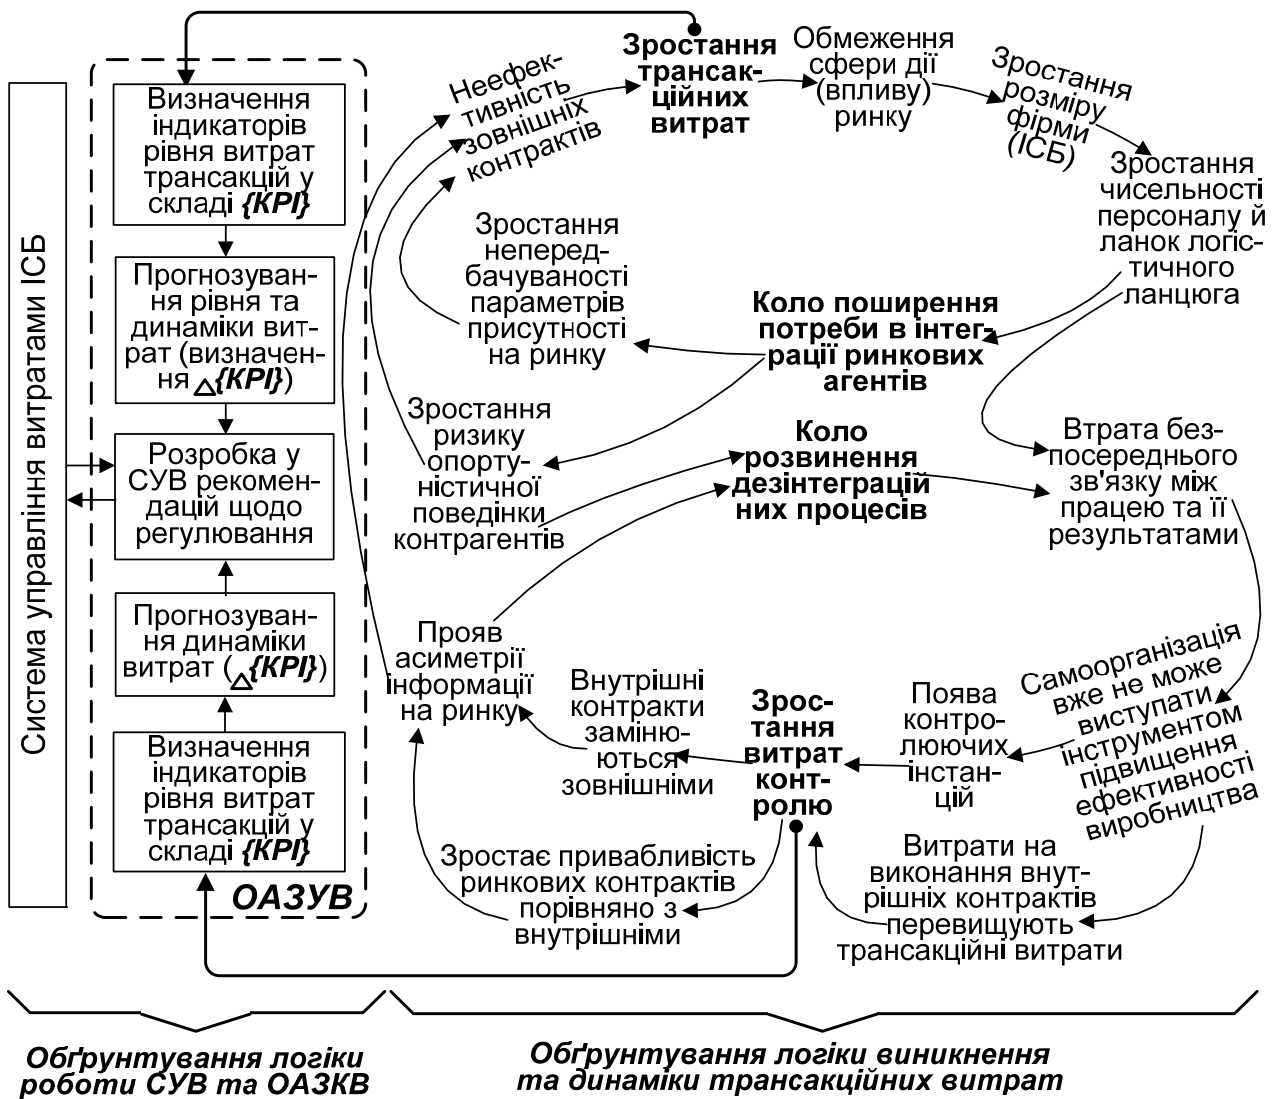 Система управління витратами ІСБ
Визначення
індикаторів
рівня витрат
трансакцій у
складі {КРІ}
Прогнозуван-
ня рівня та
динаміки вит-
рат (визначен-
ня △{КРІ})
Розробка у
СУВ рекомен-
дацій щодо
регулювання
Прогнозуван-
ня динаміки
витрат (△{КРІ})
Визначення
індикаторів
рівня витрат
трансакцій у
складі {КРІ}
ОАЗУВ
Неефек-
тивність
зовнішніх
контрактів
Зростання
трансак-
ційних
витрат
Обмеження
сфери дії
(впливу)
ринку
Зростання
розміру
фірми
(ІСБ)
Зростання
чисельності
персоналу й
ланок логіс-
тичного
ланцюга
Зростання
неперед-
бачуваності
параметрів
присутності
на ринку
Коло поширення
потреби в інтег-
рації ринкових
агентів
Зростання
ризику
опорту-
ністичної
поведінки
контрагентів
Коло
розвинення
дезінтеграцій
них процесів
Втрата без-
посереднього
зв'язку між
працею та її
результатами
Прояв
асиметрії
інформації
на ринку
Внутрішні
контракти
заміню-
ються
зовнішніми
Зрос-
тання
витрат
конт-
ролю
Поява
контро-
люючих
інстан-
цій
Самоорганізація
вже не може
виступати
інструментом
підвищення
ефективності
виробництва
Зростає привабливість
ринкових контрактів
порівняно з
внутрішніми
Витрати на
виконання внут-
рішніх контрактів
перевищують
трансакційні витрати
Обґрунтування логіки
роботи СУВ та ОАЗКВ
Обґрунтування логіки виникнення
та динаміки трансакційних витрат